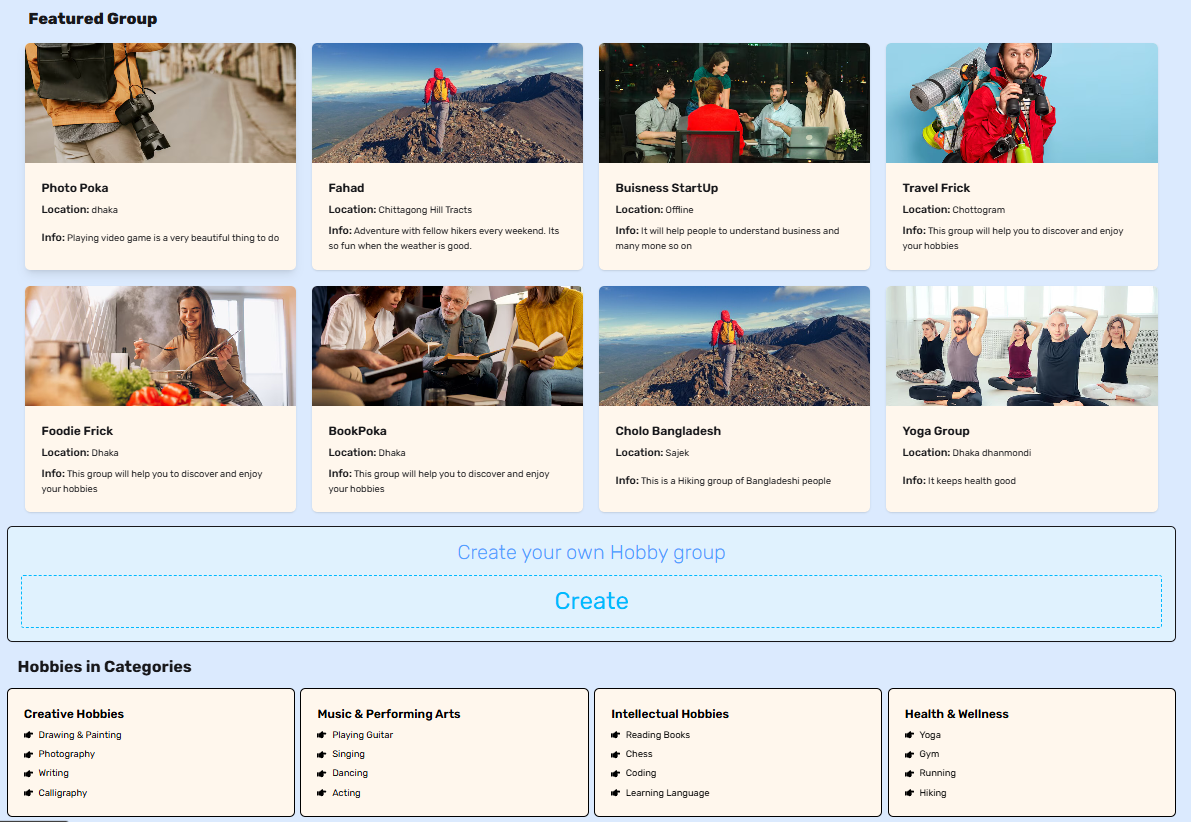 Featured Group
Photo Poka
Location: dhaka
Info: Playing video game is a very beautiful thing to do
Fahad
Location: Chittagong Hill Tracts
Info: Adventure with fellow hikers every weekend. Its
so fun when the weather is good.
Buisness StartUp
Location: Offline
Info: It will help people to understand business and
many mone so on
Travel Frick
Location: Chottogram
Info: This group will help you to discover and enjoy
your hobbies
Foodie Frick
Location: Dhaka
Info: This group will help you to discover and enjoy
your hobbies
BookPoka
Location: Dhaka
Info: This group will help you to discover and enjoy
your hobbies
Cholo Bangladesh
Location: Sajek
Info: This is a Hiking group of Bangladeshi people
Yoga Group
Location: Dhaka dhanmondi
Info: It keeps health good
Create your own Hobby group
Create
Hobbies in Categories
Creative Hobbies
Drawing & Painting
Photography
Writing
Calligraphy
Music & Performing Arts
Playing Guitar
Singing
Dancing
Acting
Intellectual Hobbies
Reading Books
Chess
Coding
Learning Language
Health & Wellness
Yoga
Gym
Running
Hiking